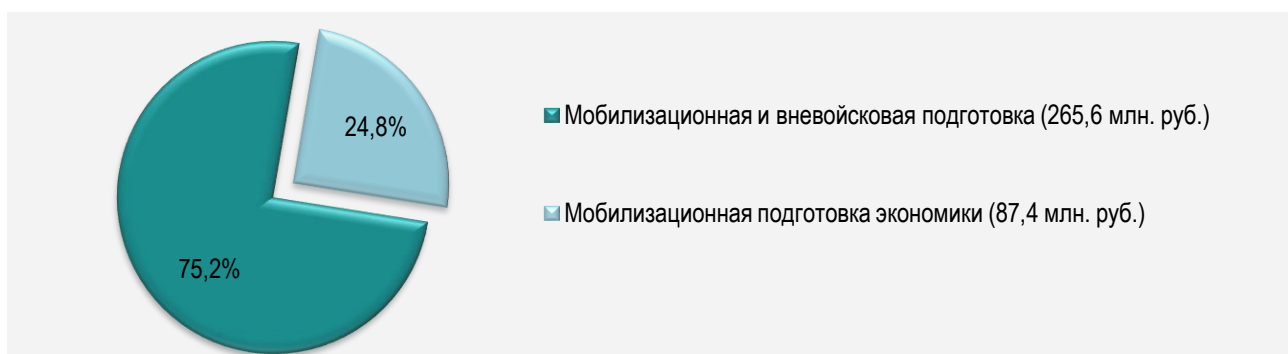 24,8%
75,2%
Мобилизационная и вневойсковая подготовка (265,6 млн. руб.)
Мобилизационная подготовка экономики (87,4 млн. руб.)